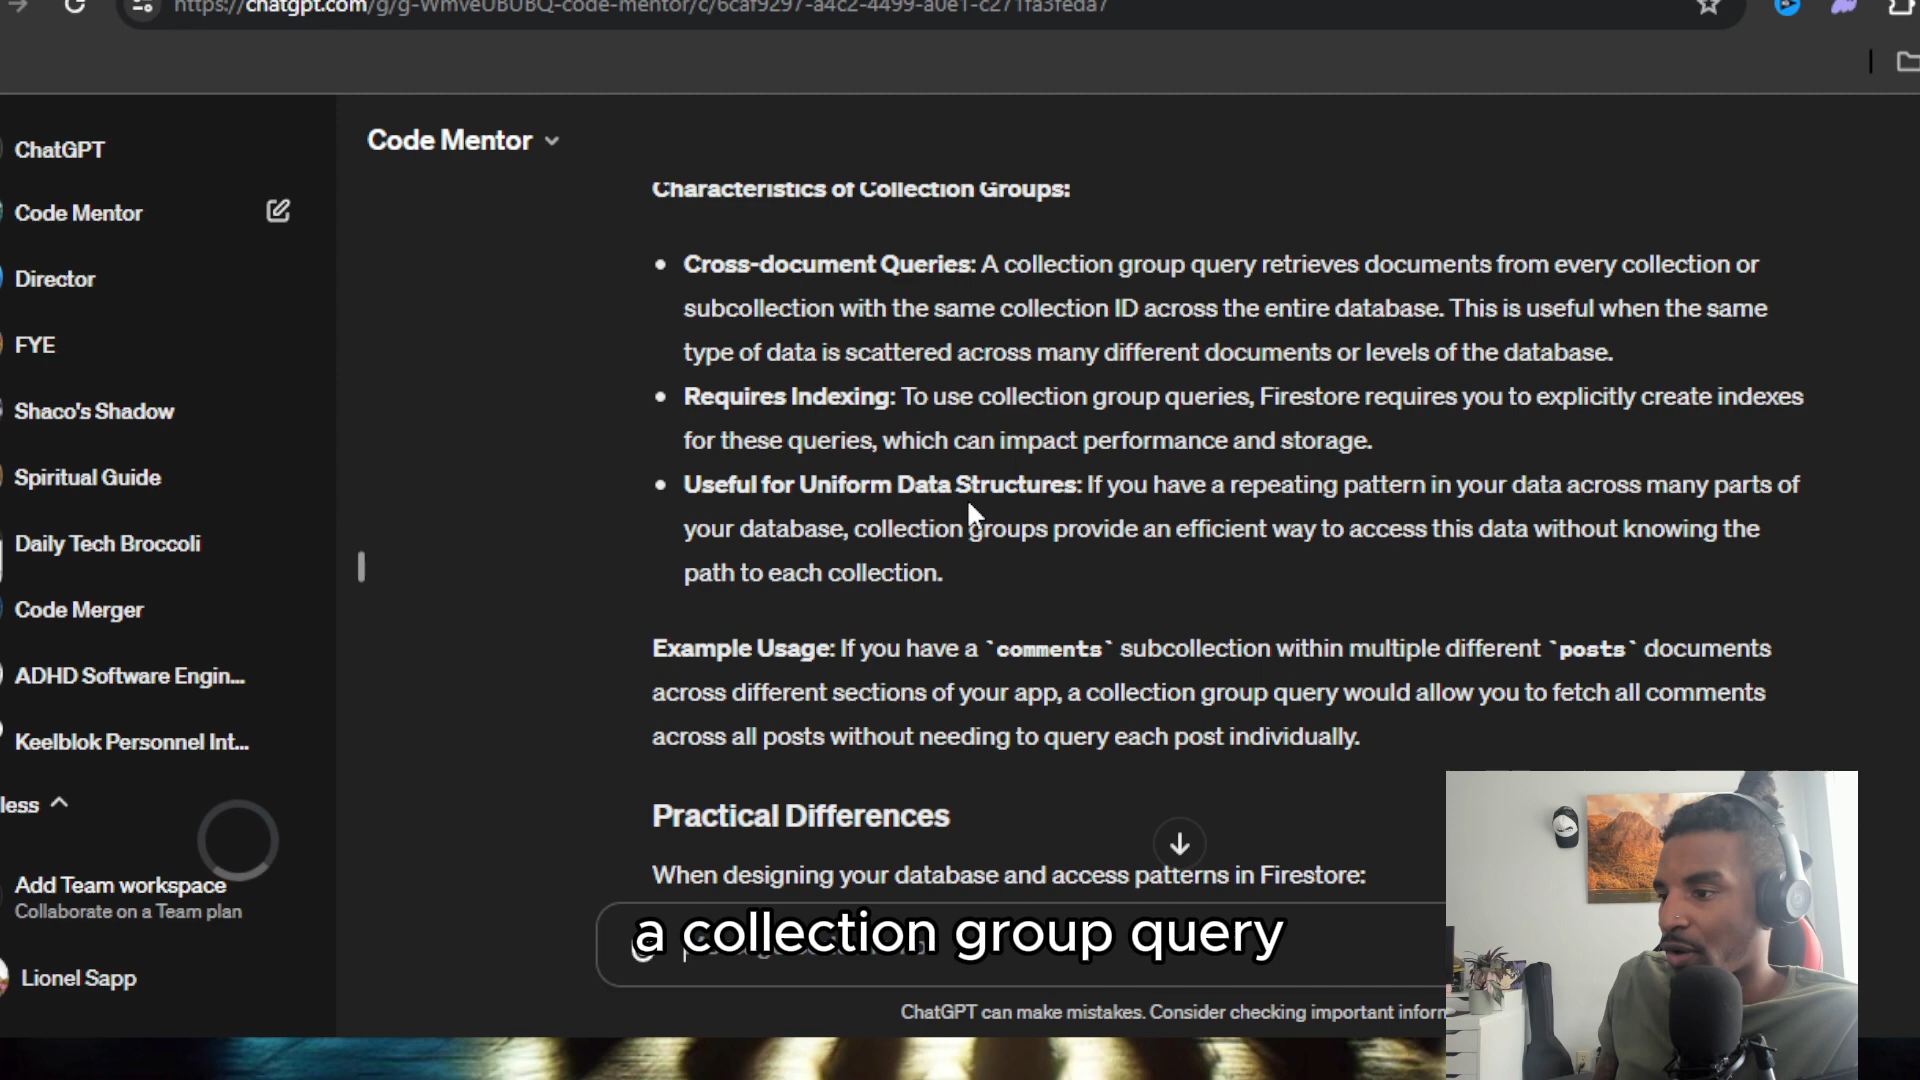 https://chatgpt.com/g/g-WmveUBUBQ-code-mentor/c/6caf9297-a4c2-4499-a0e1-c271fa3feda7
ChatGPT
Code Mentor
Director
FYE
Shaco's Shadow
Spiritual Guide
Daily Tech Broccoli
Code Merger
ADHD Software Engin...
Keelblok Personnel Int...
less
Add Team workspace
Collaborate on a Team plan
Lionel Sapp
Code Mentor
Characteristics of Collection Groups:
• Cross-document Queries: A collection group query retrieves documents from every collection or
subcollection with the same collection ID across the entire database. This is useful when the same
type of data is scattered across many different documents or levels of the database.
• Requires Indexing: To use collection group queries, Firestore requires you to explicitly create indexes
for these queries, which can impact performance and storage.
• Useful for Uniform Data Structures: If you have a repeating pattern in your data across many parts of
your database, collection groups provide an efficient way to access this data without knowing the
path to each collection.
Example Usage: If you have a `comments` subcollection within multiple different `posts` documents
across different sections of your app, a collection group query would allow you to fetch all comments
across all posts without needing to query each post individually.
Practical Differences
When designing your database and access patterns in Firestore:
a collection group query
ChatGPT can make mistakes. Consider checking important inform